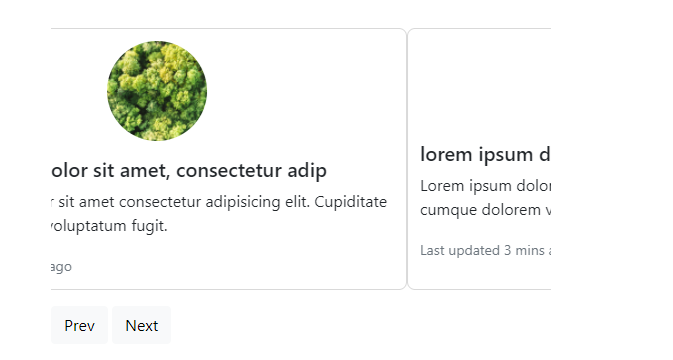 olor sit amet, consectetur adip
sit amet consectetur adipisicing elit. Cupiditate
voluptatum fugit.
ago
lorem ipsum d
Lorem ipsum dolor
cumque dolorem v
Last updated 3 mins a
Prev
Next